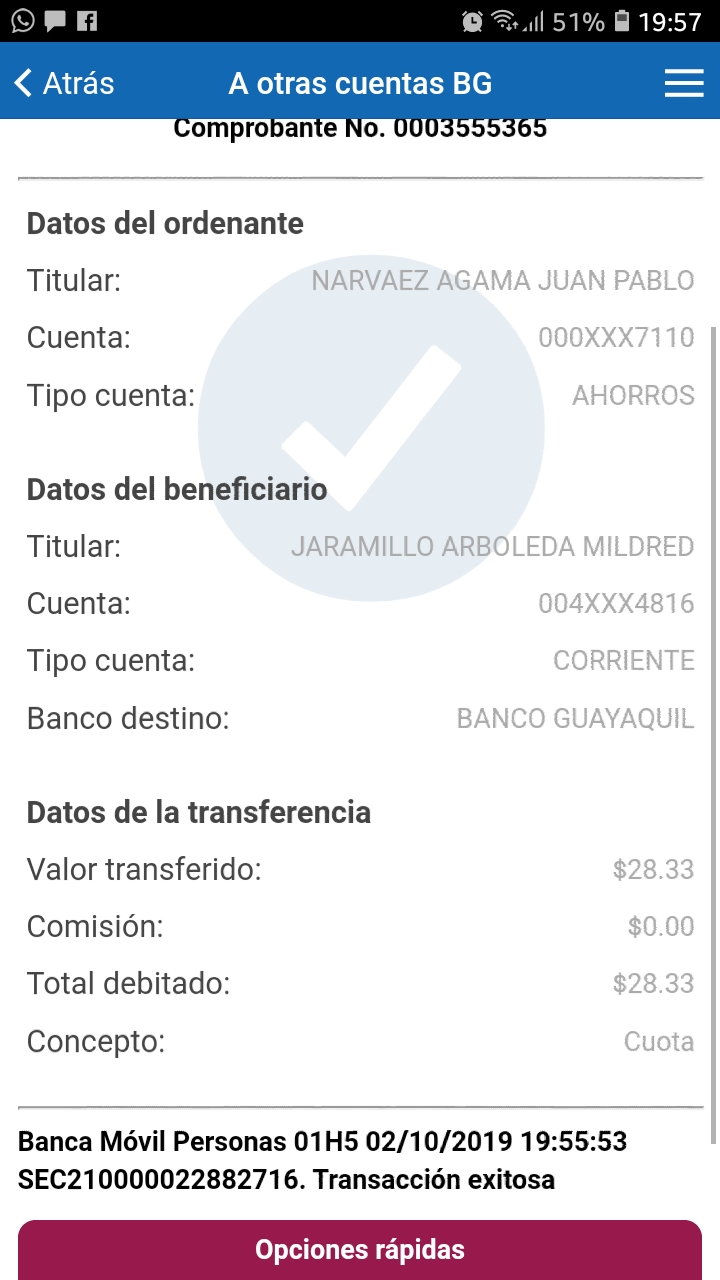 51% 19:57
Atrás A otras cuentas BG
Comprobante No. 0003555365
Datos del ordenante
Titular: NARVAEZ AGAMA JUAN PABLO
Cuenta: 000XXX7110
Tipo cuenta: AHORROS
Datos del beneficiario
Titular: JARAMILLO ARBOLEDA MILDRED
Cuenta: 004XXX4816
Tipo cuenta: CORRIENTE
Banco destino: BANCO GUAYAQUIL
Datos de la transferencia
Valor transferido: $28.33
Comisión: $0.00
Total debitado: $28.33
Concepto: Cuota
Banca Móvil Personas 01H5 02/10/2019 19:55:53
SEC210000022882716. Transacción exitosa
Opciones rápidas